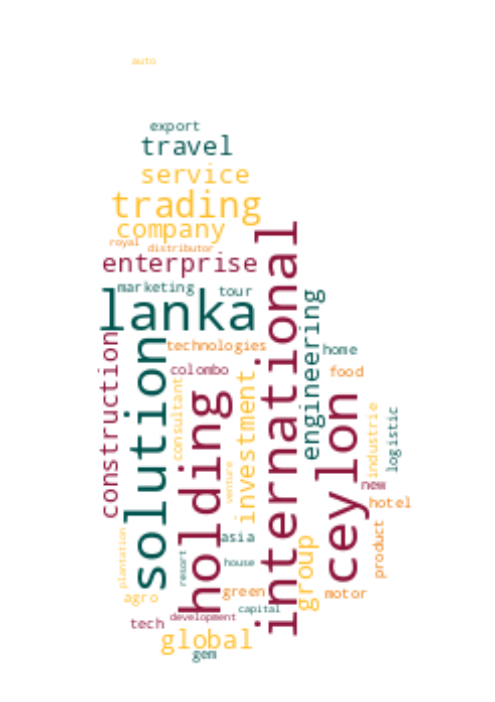 auto
export
travel
service
trading
company
royal
distributor
enterprise
marketing
tour
lanka
international
engineering
construction
solution
technologies
home
colombo
food
consultant
holding
investment
ceylon
industrie
logistic
venture
new
hotel
plantation
resort
asia
house
group
product
agro
green
motor
capital
tech
development
global
gem